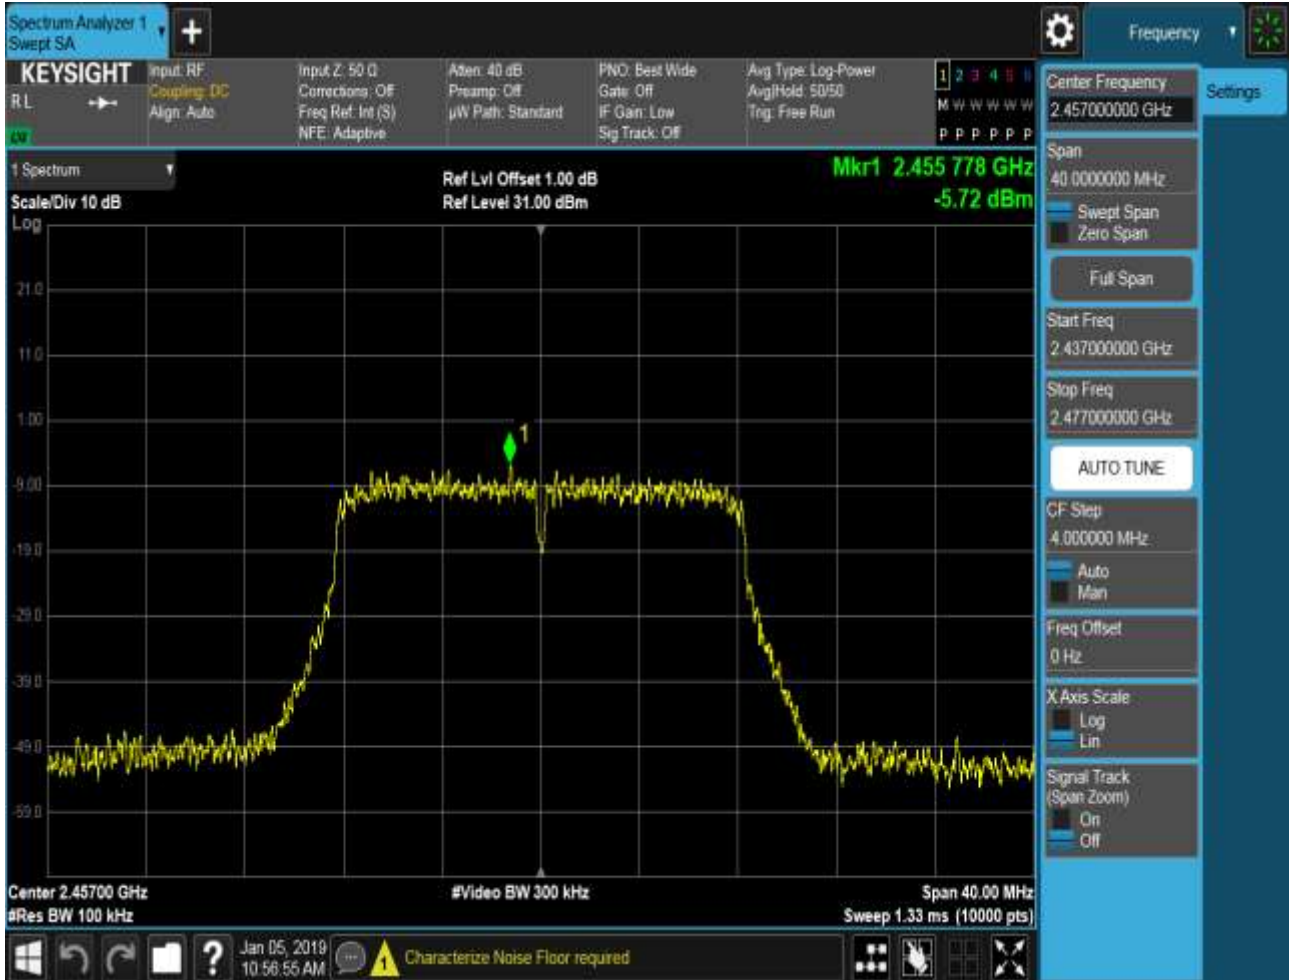 Spectrum Analyzer 1
Swept SA
+
Frequency
KEYSIGHT
RL
Input: RF
Coupling: DC
Align: Auto
Input Z: 50 Ω
Corrections: Off
Freq Ref: Int (S)
NFE: Adaptive
Atten: 40 dB
Preamp: Off
µW Path: Standard
PNO: Best Wide
Gate: Off
IF Gain: Low
Sig Track: Off
Avg Type: Log-Power
Avg|Hold: 50/50
Trig: Free Run
1 2 3 4 5 6
M W W W W W
P P P P P P
1 Spectrum
Scale/Div 10 dB
Log
Ref Lvl Offset 1.00 dB
Ref Level 31.00 dBm
Mkr1 2.455 778 GHz
-5.72 dBm
21.0
11.0
1.00
-9.00
-19.0
-29.0
-39.0
-49.0
-59.0
1
Center 2.45700 GHz
#Video BW 300 kHz
Span 40.00 MHz
#Res BW 100 kHz
Sweep 1.33 ms (10000 pts)
Jan 05, 2019
10:56:55 AM
Characterize Noise Floor required
Center Frequency
2.457000000 GHz
Settings
Span
40.0000000 MHz
Swept Span
Zero Span
Full Span
Start Freq
2.437000000 GHz
Stop Freq
2.477000000 GHz
AUTO TUNE
CF Step
4.000000 MHz
Auto
Man
Freq Offset
0 Hz
X Axis Scale
Log
Lin
Signal Track
(Span Zoom)
On
Off